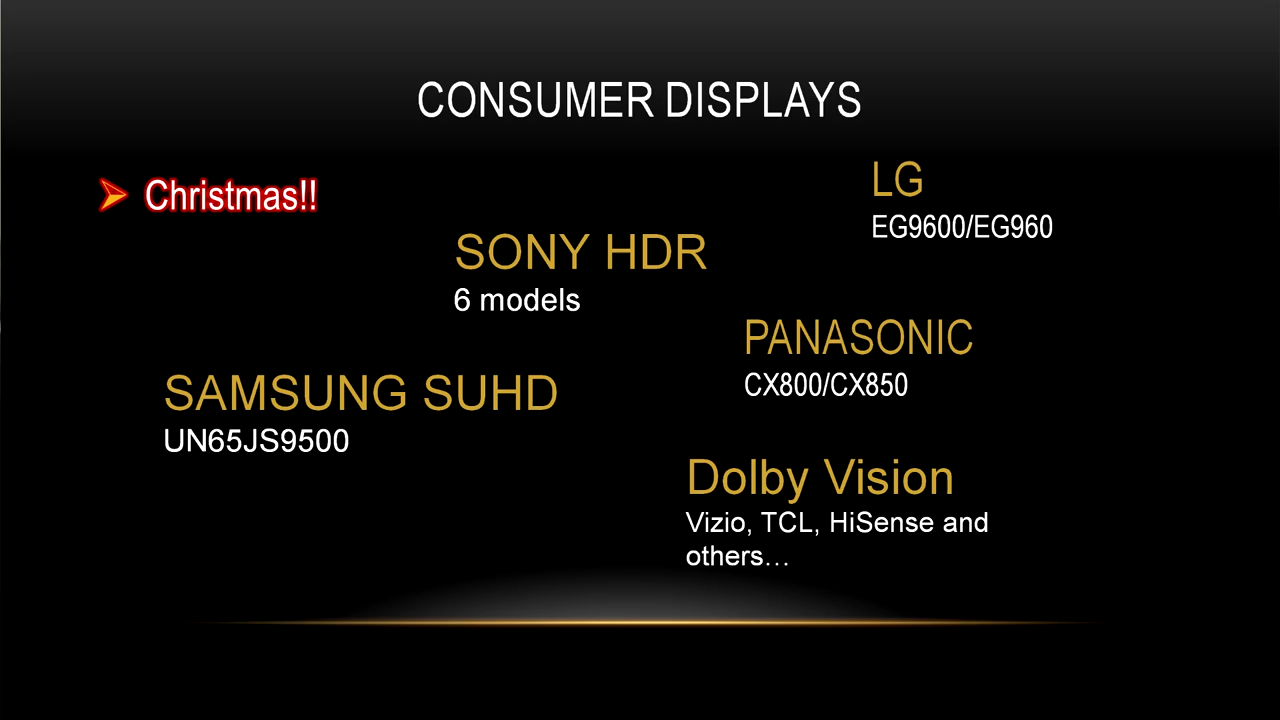 CONSUMER DISPLAYS
Christmas!!
LG
EG9600/EG960
SONY HDR
6 models
PANASONIC
CX800/CX850
SAMSUNG SUHD
UN65JS9500
Dolby Vision
Vizio, TCL, HiSense and
others…